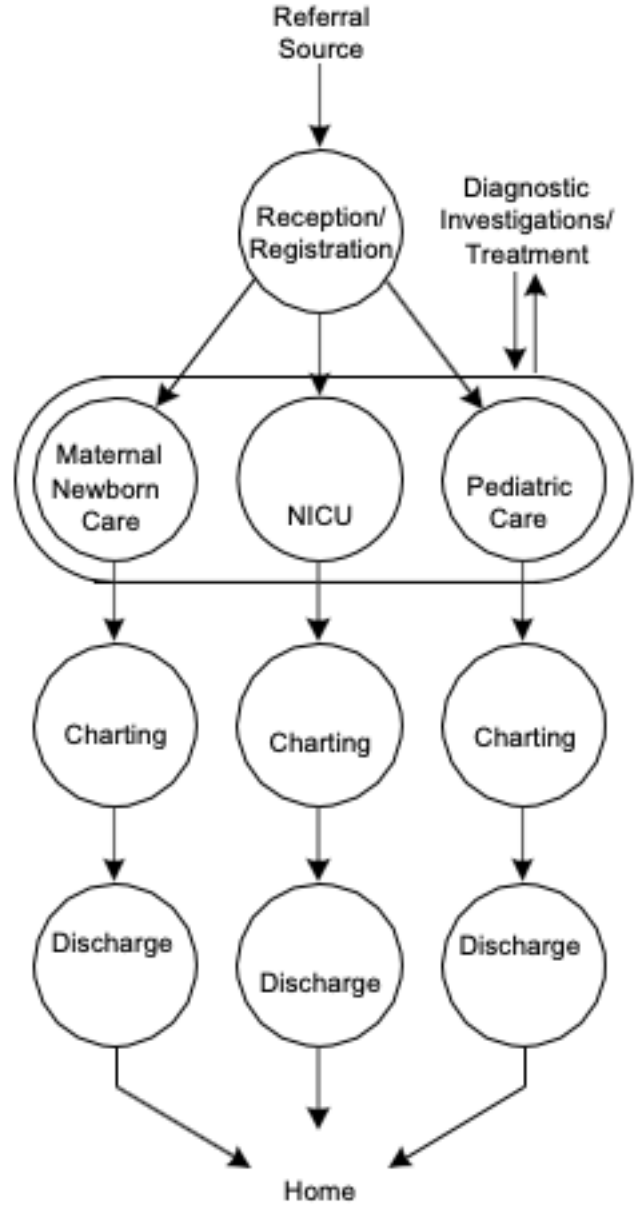 Referral
Source
Reception/
Registration
Diagnostic
Investigations/
Treatment
Maternal
Newborn
Care
NICU
Pediatric
Care
Charting
Charting
Charting
Discharge
Discharge
Discharge
Home